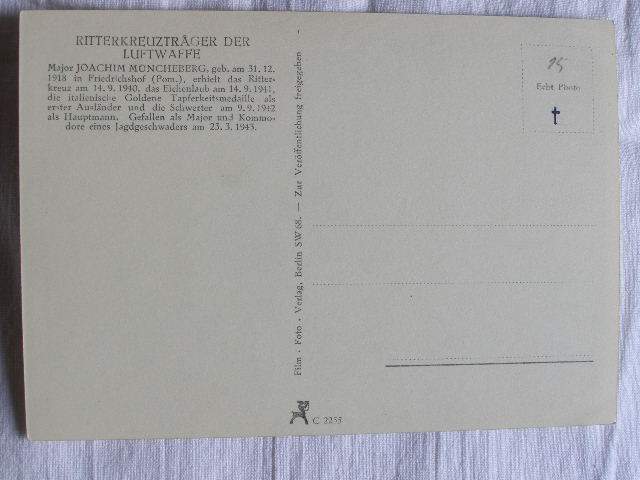 RITTERKREUZTRÄGER DER
LUFTWAFFE
Major JOACHIM MÜNCHEBERG, geb. am 31. 12.
1918 in Friedrichshof (Pom.), erhielt das Ritter-
kreuz am 14. 9. 1940, das Eichenlaub am 14. 9. 1941,
die italienische Goldene Tapferkeitsmedaille als
erster Ausländer und die Schwerter am 9. 9. 1942
als Hauptmann. Gefallen als Major und Kommo-
dore eines Jagdgeschwaders am 23. 3. 1943.
Film - Foto - Verlag, Berlin SW 68. — Zur Veröffentlichung freigegeben
25
Echt Photo
†
C 2255